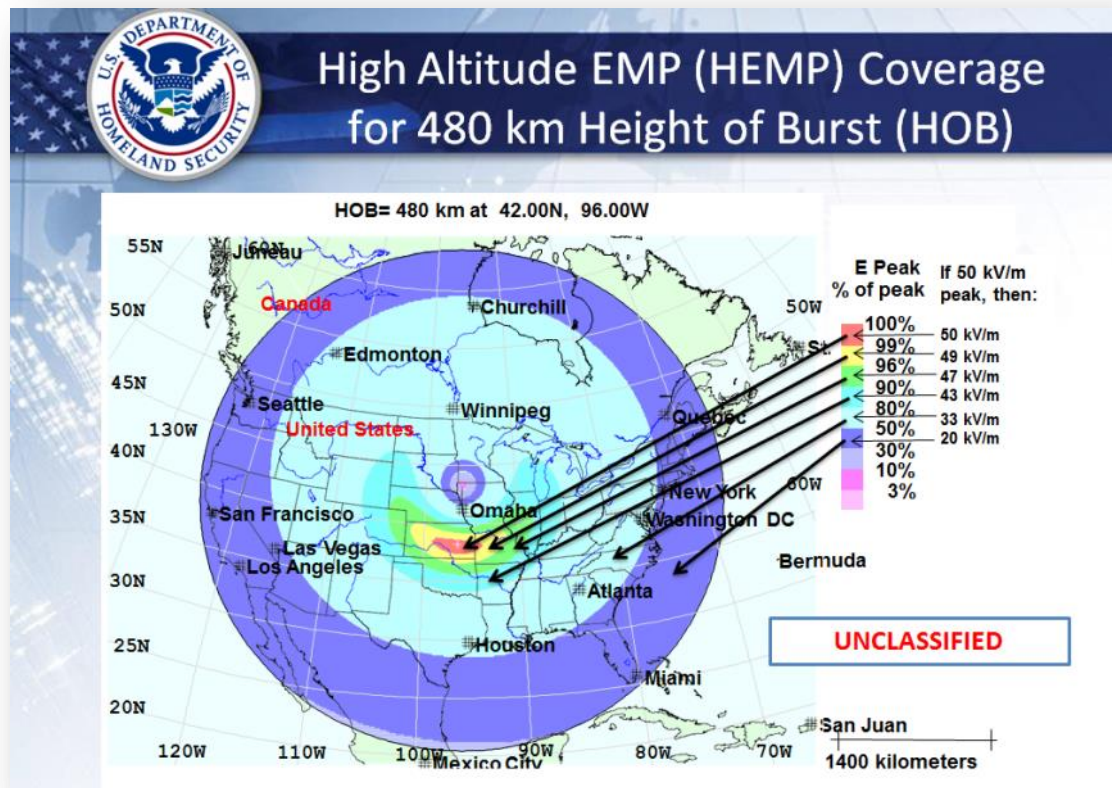 U.S. DEPARTMENT OF
HOMELAND SECURITY
High Altitude EMP (HEMP) Coverage
for 480 km Height of Burst (HOB)
HOB= 480 km at 42.00N, 96.00W
55N
60N
Juneau
Canada
Churchill
50W
50N
Edmonton
St.
45N
Seattle
Winnipeg
Quebec
130W
United States
40N
New York
60W
Omaha
35N
San Francisco
Washington DC
Las Vegas
Los Angeles
Bermuda
30N
Atlanta
25N
Houston
Miami
20N
San Juan
120W
110W
100W
90W
80W
70W
Mexico City
1400 kilometers
E Peak
% of peak
If 50 kV/m
peak, then:
100%
50 kV/m
99%
49 kV/m
96%
47 kV/m
90%
43 kV/m
80%
33 kV/m
50%
20 kV/m
30%
10%
3%
UNCLASSIFIED